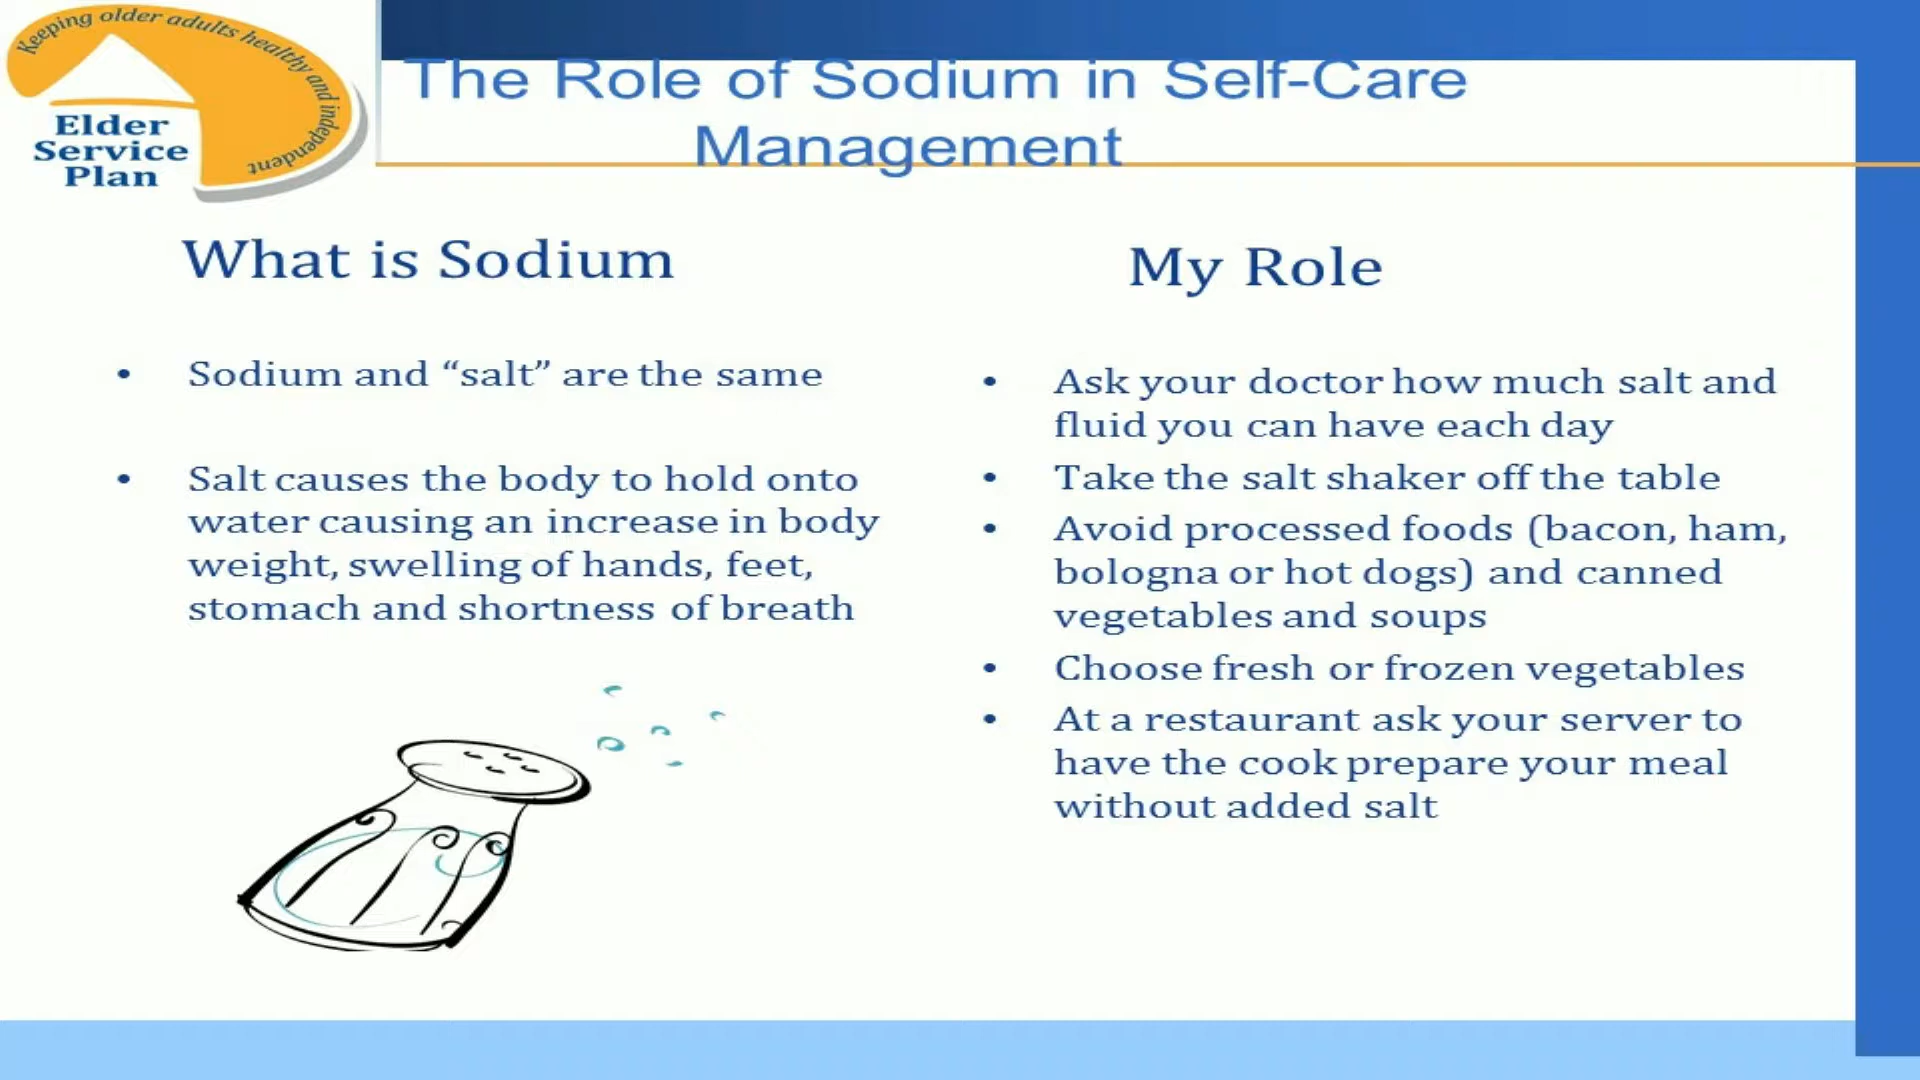 Keeping older adults healthy and independent
Elder
Service
Plan
The Role of Sodium in Self-Care
Management
What is Sodium
• Sodium and “salt” are the same
• Salt causes the body to hold onto
water causing an increase in body
weight, swelling of hands, feet,
stomach and shortness of breath
My Role
• Ask your doctor how much salt and
fluid you can have each day
• Take the salt shaker off the table
• Avoid processed foods (bacon, ham,
bologna or hot dogs) and canned
vegetables and soups
• Choose fresh or frozen vegetables
• At a restaurant ask your server to
have the cook prepare your meal
without added salt